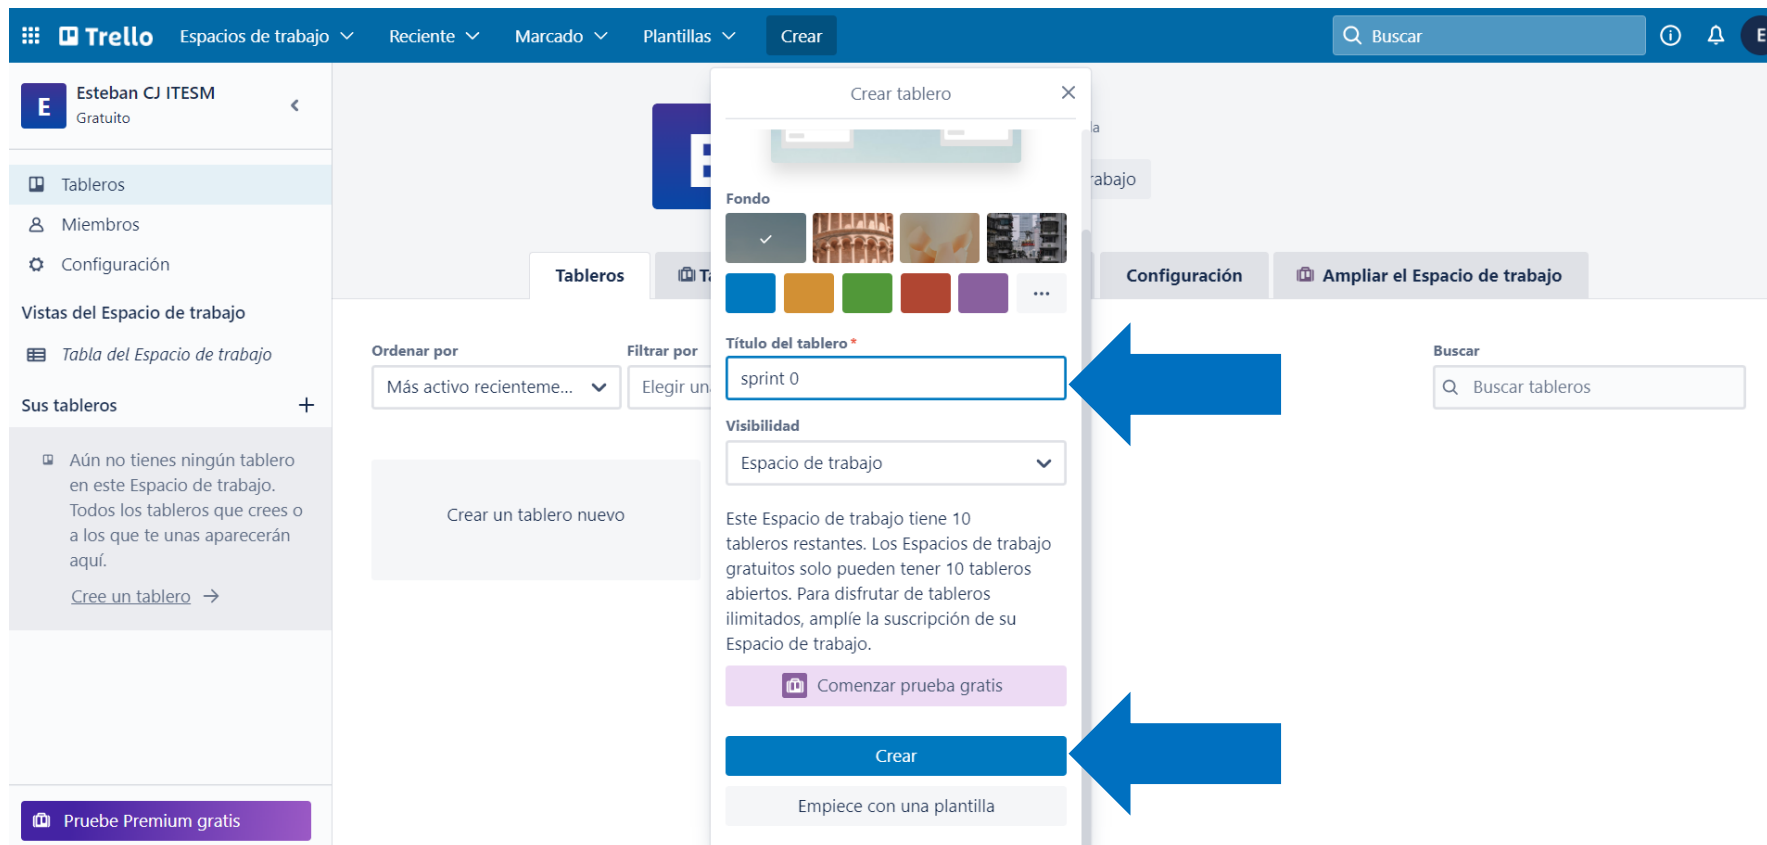 Trello
Espacios de trabajo
Reciente
Marcado
Plantillas
Crear
Buscar
E
E
Esteban CJ ITESM
Gratuito
Tableros
Miembros
Configuración
Vistas del Espacio de trabajo
Tabla del Espacio de trabajo
Sus tableros
Aún no tienes ningún tablero
en este Espacio de trabajo.
Todos los tableros que crees o
a los que te unas aparecerán
aquí.
Cree un tablero
Pruebe Premium gratis
Tableros
Configuración
Ampliar el Espacio de trabajo
Ordenar por
Más activo recienteme...
Filtrar por
Elegir
Buscar
Buscar tableros
Crear un tablero nuevo
Crear tablero
Fondo
Título del tablero *
sprint 0
Visibilidad
Espacio de trabajo
Este Espacio de trabajo tiene 10
tableros restantes. Los Espacios de trabajo
gratuitos solo pueden tener 10 tableros
abiertos. Para disfrutar de tableros
ilimitados, amplíe la suscripción de su
Espacio de trabajo.
Comenzar prueba gratis
Crear
Empiece con una plantilla